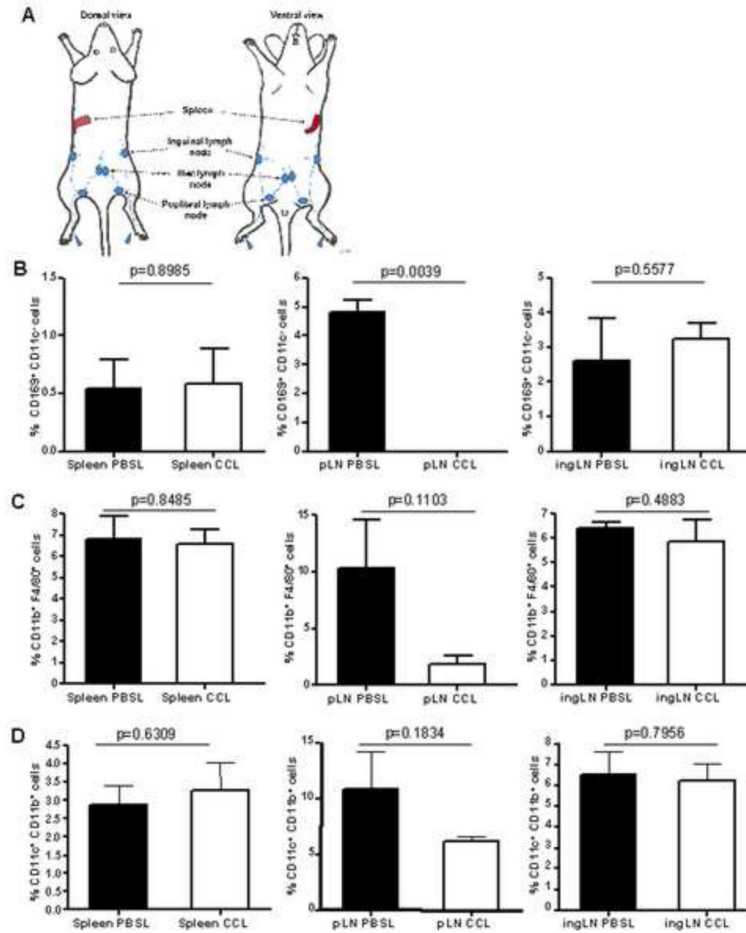 A
Dorsal view
Ventral view
Spleen
Inguinal lymph
node
Iliac lymph
node
Popliteal lymph
node
B
p=0.8985
p=0.0039
p=0.5577
% CD169⁺ CD11c⁻ cells
1.5
1.0
0.5
0.0
Spleen PBSL
Spleen CCL
% CD169⁺ CD11c⁻ cells
6
5
4
3
2
1
0
pLN PBSL
pLN CCL
% CD169⁺ CD11c⁻ cells
5
4
3
2
1
0
ingLN PBSL
ingLN CCL
C
p=0.8485
p=0.1103
p=0.4883
% CD11b⁺ F4/80⁺ cells
8
7
6
5
4
3
2
1
0
Spleen PBSL
Spleen CCL
% CD11b⁺ F4/80⁺ cells
15
10
5
0
pLN PBSL
pLN CCL
% CD11b⁺ F4/80⁺ cells
7
6
5
4
3
2
1
0
ingLN PBSL
ingLN CCL
D
p=0.6309
p=0.1834
p=0.7956
% CD11c⁺ CD11b⁺ cells
4.5
4.0
3.5
3.0
2.5
2.0
1.5
1.0
0.5
0.0
Spleen PBSL
Spleen CCL
% CD11c⁺ CD11b⁺ cells
15
10
5
0
pLN PBSL
pLN CCL
% CD11c⁺ CD11b⁺ cells
8
7
6
5
4
3
2
1
0
ingLN PBSL
ingLN CCL